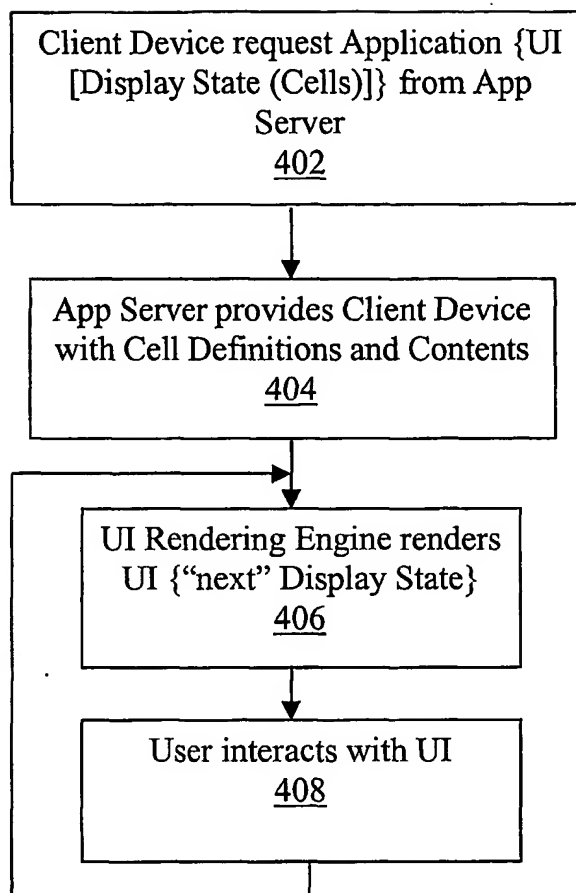 Client Device request Application {UI
[Display State (Cells)]} from App
Server
402
App Server provides Client Device
with Cell Definitions and Contents
404
UI Rendering Engine renders
UI {“next” Display State}
406
User interacts with UI
408